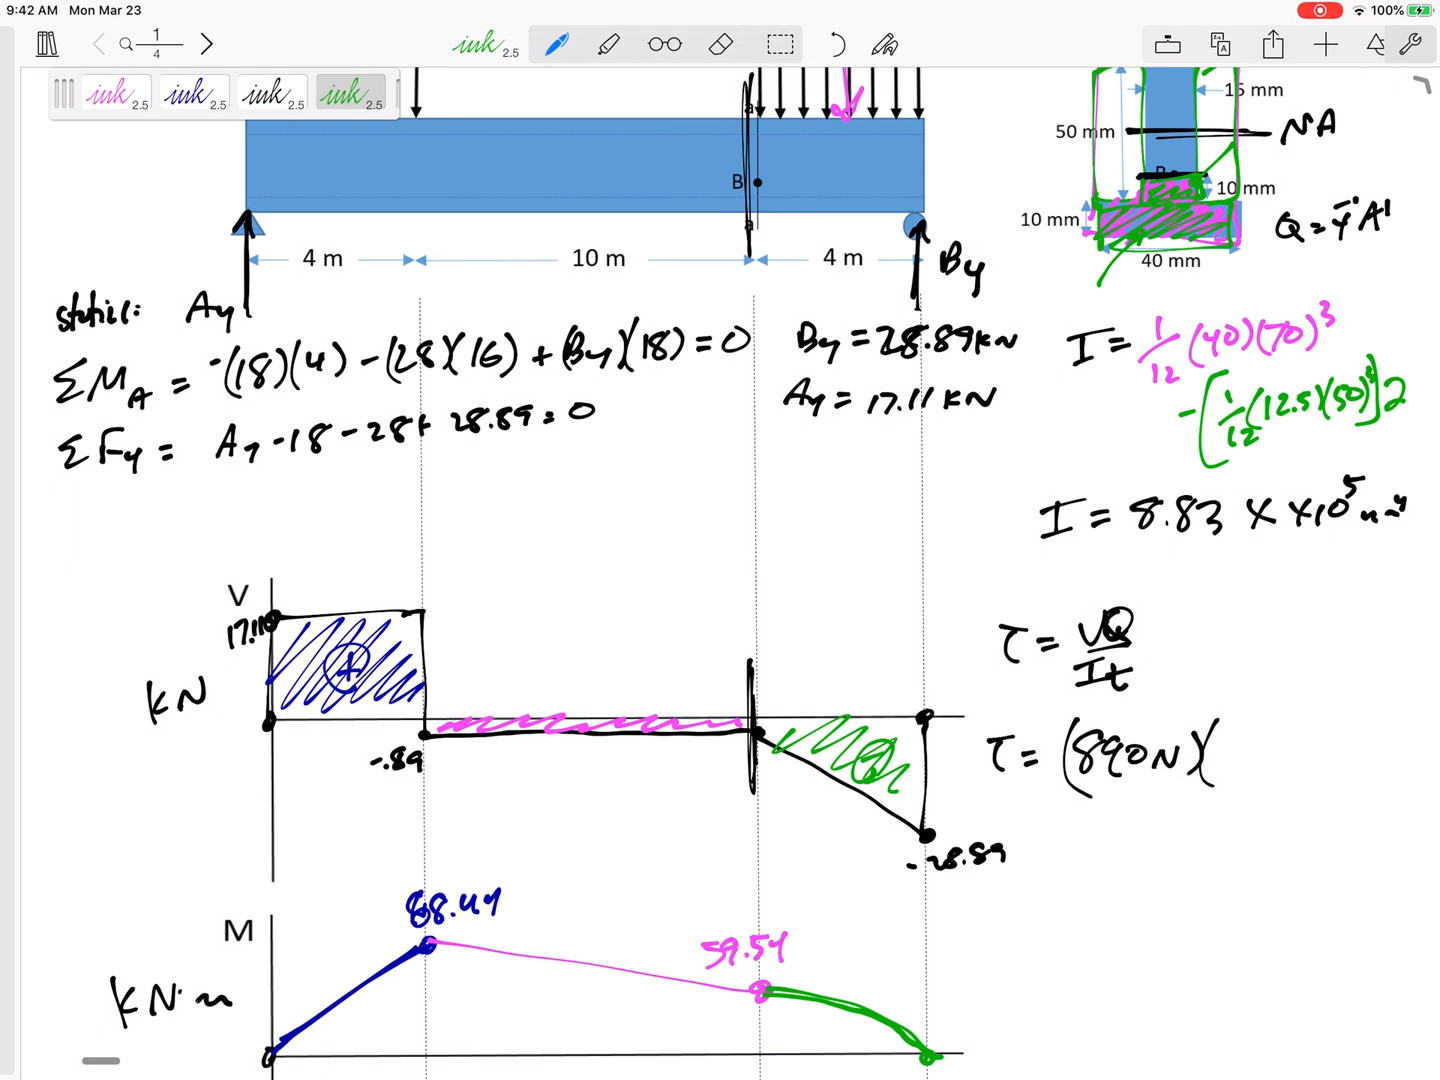 9:42 AM Mon Mar 23
100%
1
4
ink 2.5
ink 2.5 ink 2.5 ink 2.5 ink 2.5
a
B
a
4 m
10 m
4 m
By
15 mm
50 mm
NA
B
10 mm
10 mm
40 mm
Q = ȳ'A'
static: Ay
ΣM_A = -(18)(4) - (28)(16) + (By)(18) = 0
ΣFy = Ay - 18 - 28 + 28.89 = 0
By = 28.89 kN
Ay = 17.11 kN
I = 1/12 (40)(70)³
- [1/12 (12.5)(50)³] 2
I = 8.83 x x10⁵ mm⁴
V
17.11
kN
+
-.89
-28.89
τ = VQ/It
τ = (890N)(
M
68.44
59.54
kN·m